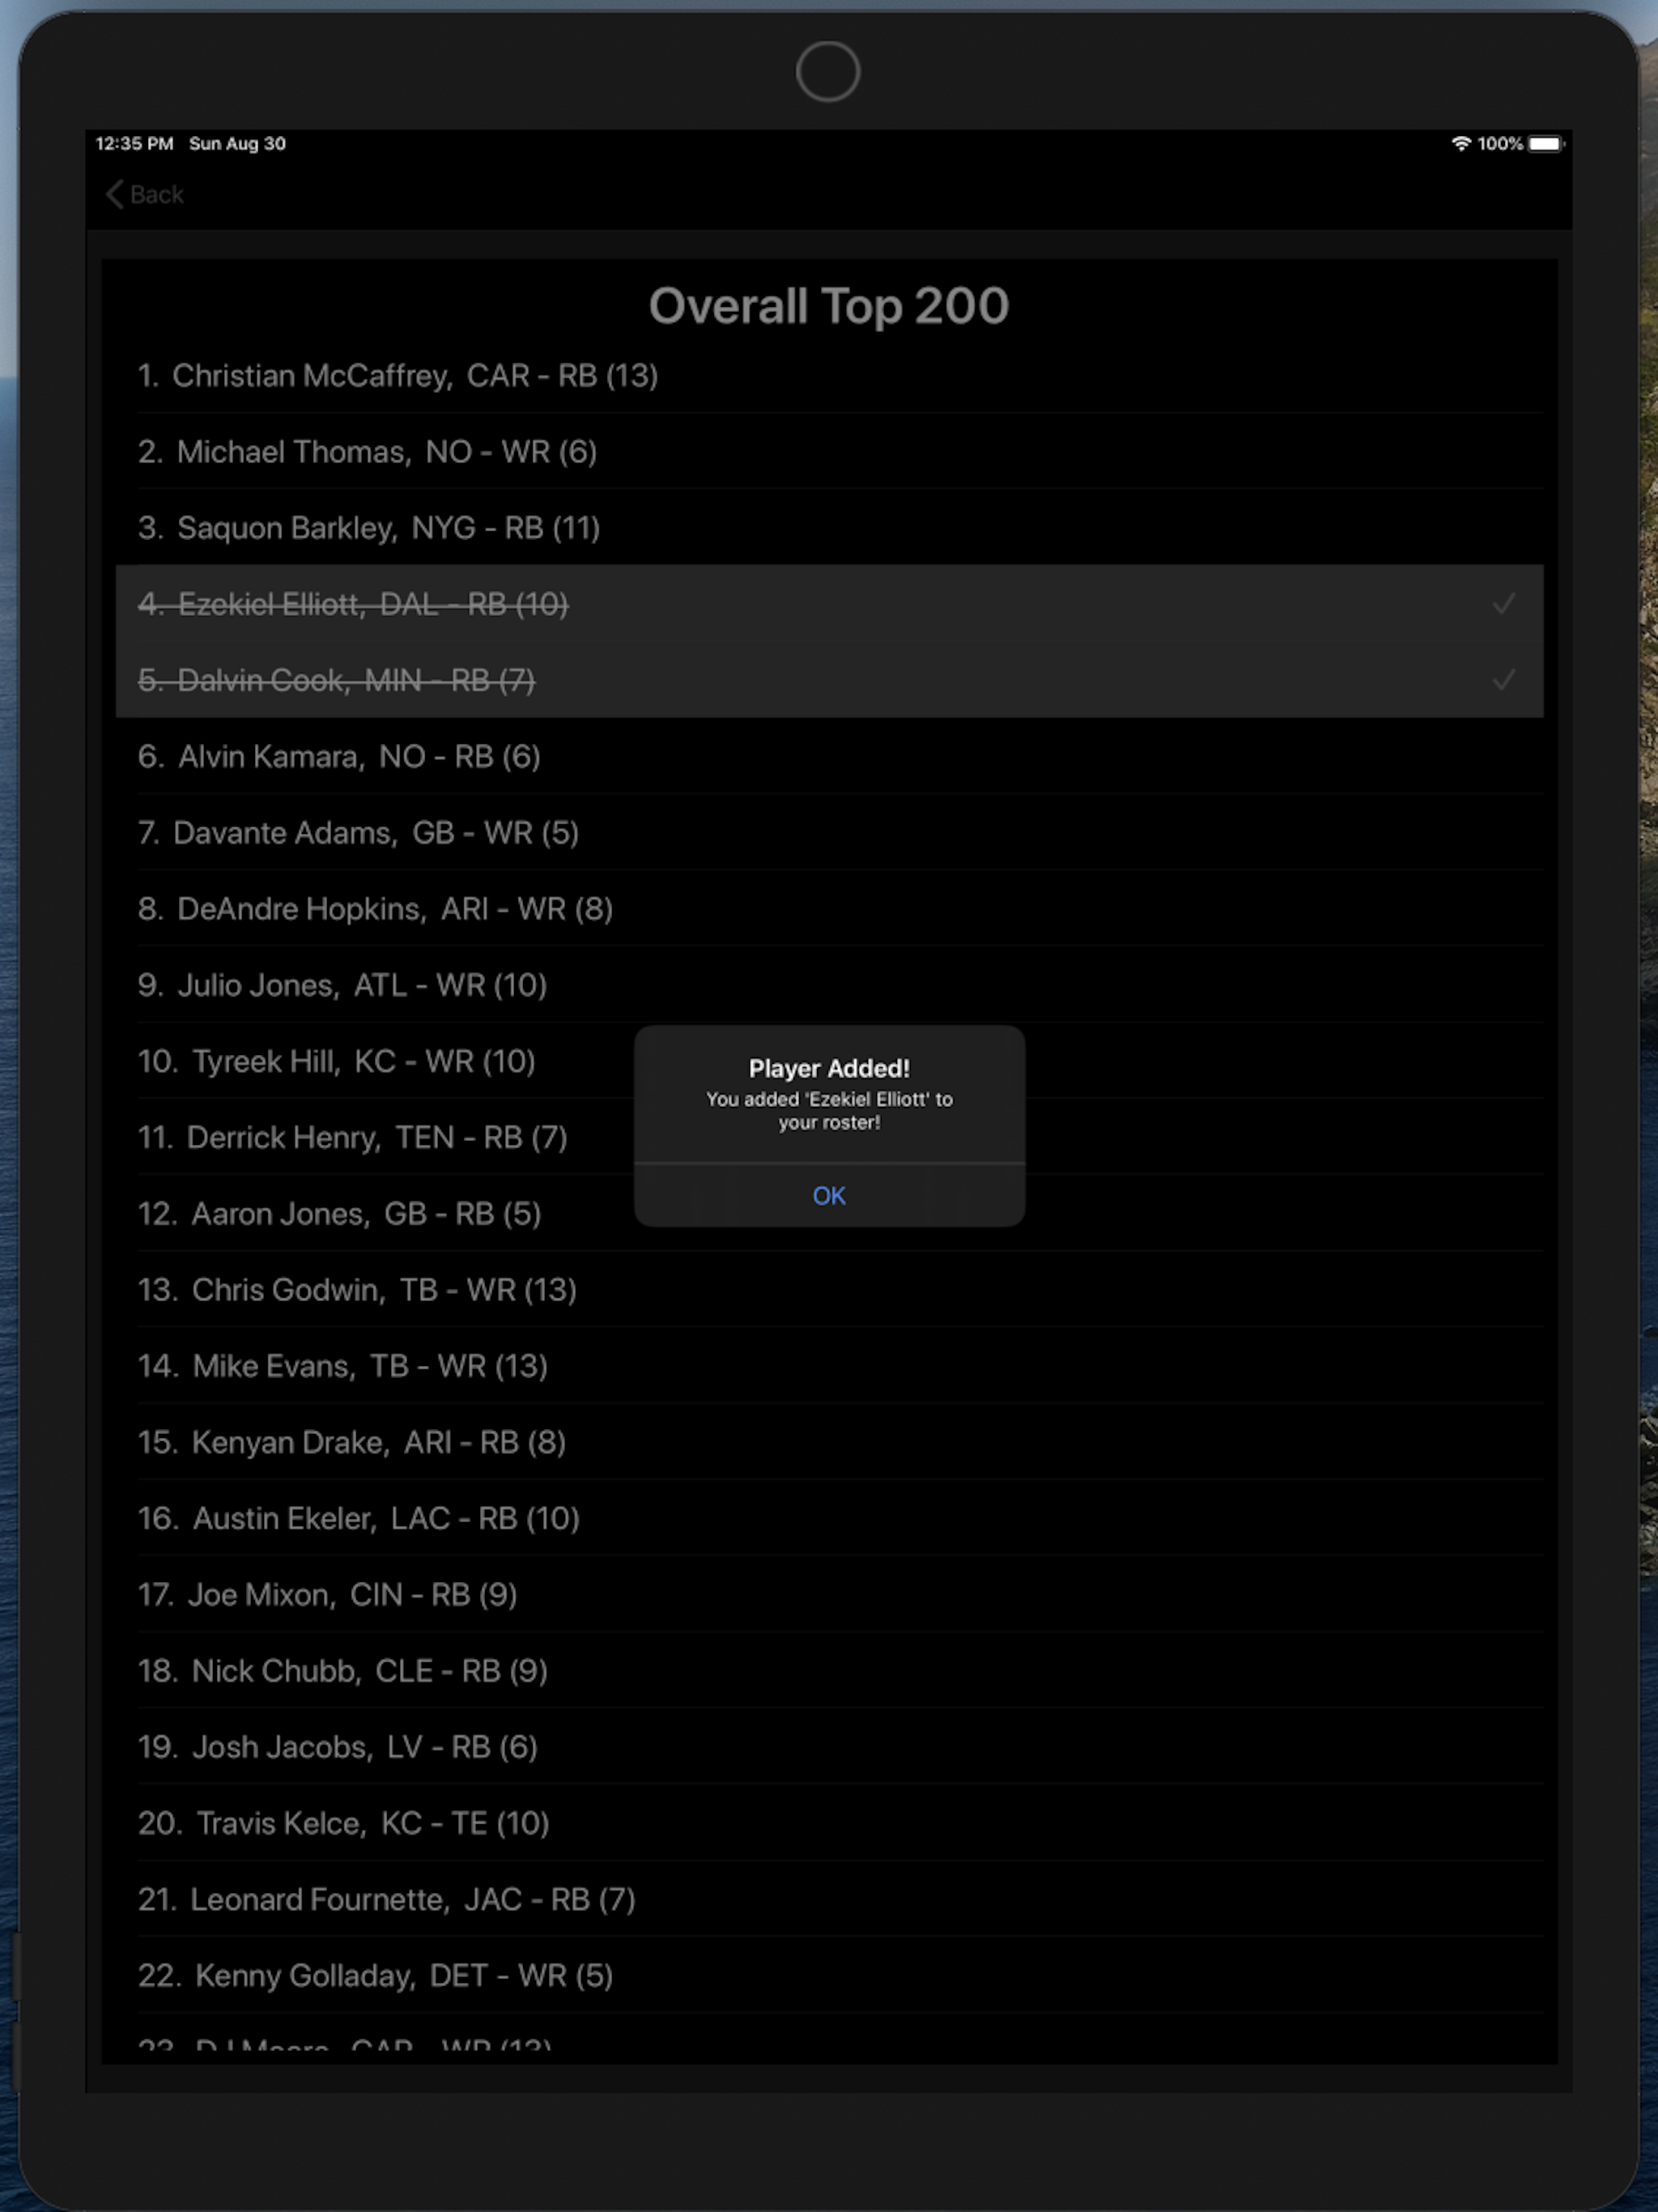 12:35 PM Sun Aug 30
100%
Back
Overall Top 200
1. Christian McCaffrey, CAR - RB (13)
2. Michael Thomas, NO - WR (6)
3. Saquon Barkley, NYG - RB (11)
4. Ezekiel Elliott, DAL - RB (10)
5. Dalvin Cook, MIN - RB (7)
6. Alvin Kamara, NO - RB (6)
7. Davante Adams, GB - WR (5)
8. DeAndre Hopkins, ARI - WR (8)
9. Julio Jones, ATL - WR (10)
10. Tyreek Hill, KC - WR (10)
11. Derrick Henry, TEN - RB (7)
12. Aaron Jones, GB - RB (5)
Player Added!
You added 'Ezekiel Elliott' to
your roster!
OK
13. Chris Godwin, TB - WR (13)
14. Mike Evans, TB - WR (13)
15. Kenyan Drake, ARI - RB (8)
16. Austin Ekeler, LAC - RB (10)
17. Joe Mixon, CIN - RB (9)
18. Nick Chubb, CLE - RB (9)
19. Josh Jacobs, LV - RB (6)
20. Travis Kelce, KC - TE (10)
21. Leonard Fournette, JAC - RB (7)
22. Kenny Golladay, DET - WR (5)
23. DJ Moore, CAR - WR (13)